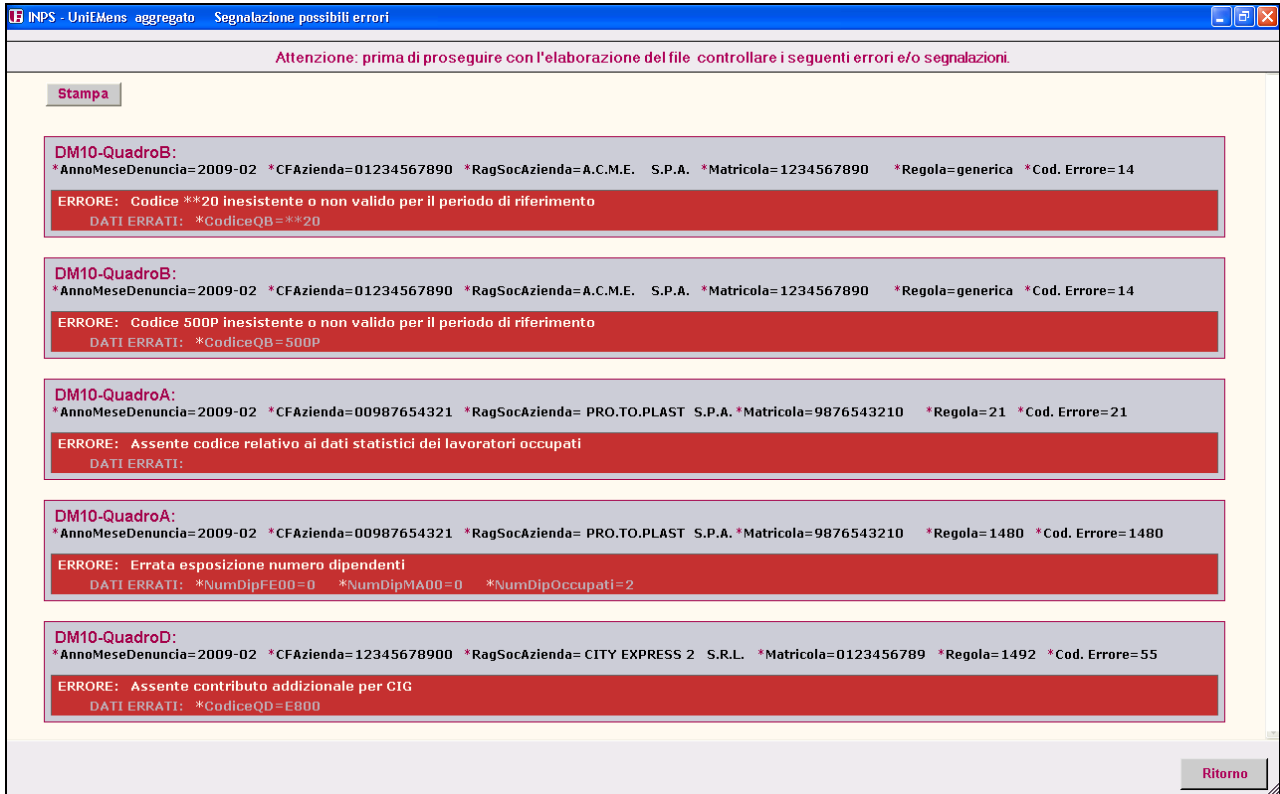 INPS - UniEMens aggregato Segnalazione possibili errori
Attenzione: prima di proseguire con l'elaborazione del file controllare i seguenti errori e/o segnalazioni.
Stampa
DM10-QuadroB:
*AnnoMeseDenuncia=2009-02 *CFAzienda=01234567890 *RagSocAzienda=A.C.M.E. S.P.A. *Matricola=1234567890 *Regola=generica *Cod. Errore=14
ERRORE: Codice **20 inesistente o non valido per il periodo di riferimento
DATI ERRATI: *CodiceQB=**20
DM10-QuadroB:
*AnnoMeseDenuncia=2009-02 *CFAzienda=01234567890 *RagSocAzienda=A.C.M.E. S.P.A. *Matricola=1234567890 *Regola=generica *Cod. Errore=14
ERRORE: Codice 500P inesistente o non valido per il periodo di riferimento
DATI ERRATI: *CodiceQB=500P
DM10-QuadroA:
*AnnoMeseDenuncia=2009-02 *CFAzienda=00987654321 *RagSocAzienda= PRO.TO.PLAST S.P.A. *Matricola=9876543210 *Regola=21 *Cod. Errore=21
ERRORE: Assente codice relativo ai dati statistici dei lavoratori occupati
DATI ERRATI:
DM10-QuadroA:
*AnnoMeseDenuncia=2009-02 *CFAzienda=00987654321 *RagSocAzienda= PRO.TO.PLAST S.P.A. *Matricola=9876543210 *Regola=1480 *Cod. Errore=1480
ERRORE: Errata esposizione numero dipendenti
DATI ERRATI: *NumDipFE00=0 *NumDipMA00=0 *NumDipOccupati=2
DM10-QuadroD:
*AnnoMeseDenuncia=2009-02 *CFAzienda=12345678900 *RagSocAzienda= CITY EXPRESS 2 S.R.L. *Matricola=0123456789 *Regola=1492 *Cod. Errore=55
ERRORE: Assente contributo addizionale per CIG
DATI ERRATI: *CodiceQD=E800
Ritorno